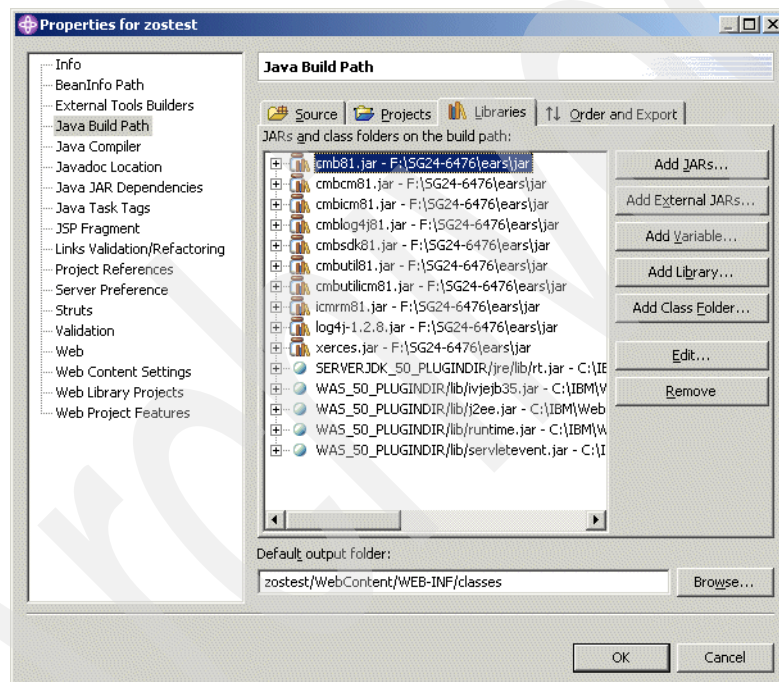 Properties for zostest
Info
BeanInfo Path
External Tools Builders
Java Build Path
Java Compiler
Javadoc Location
Java JAR Dependencies
Java Task Tags
JSP Fragment
Links Validation/Refactoring
Project References
Server Preference
Struts
Validation
Web
Web Content Settings
Web Library Projects
Web Project Features
Java Build Path
Source Projects Libraries Order and Export
JARs and class folders on the build path:
cmb81.jar - F:\SG24-6476\ears\jar
cmbcm81.jar - F:\SG24-6476\ears\jar
cmbicm81.jar - F:\SG24-6476\ears\jar
cmblog4j81.jar - F:\SG24-6476\ears\jar
cmbsdk81.jar - F:\SG24-6476\ears\jar
cmbutil81.jar - F:\SG24-6476\ears\jar
cmbutilicm81.jar - F:\SG24-6476\ears\jar
icmrm81.jar - F:\SG24-6476\ears\jar
log4j-1.2.8.jar - F:\SG24-6476\ears\jar
xerces.jar - F:\SG24-6476\ears\jar
SERVERJDK_50_PLUGINDIR/jre/lib/rt.jar - C:\IE
WAS_50_PLUGINDIR/lib/ivjejb35.jar - C:\IBM\V
WAS_50_PLUGINDIR/lib/j2ee.jar - C:\IBM\Web
WAS_50_PLUGINDIR/lib/runtime.jar - C:\IBM\W
WAS_50_PLUGINDIR/lib/servletevent.jar - C:\I
Add JARs...
Add External JARs...
Add Variable...
Add Library...
Add Class Folder...
Edit...
Remove
Default output folder:
zostest/WebContent/WEB-INF/classes
Browse...
OK
Cancel